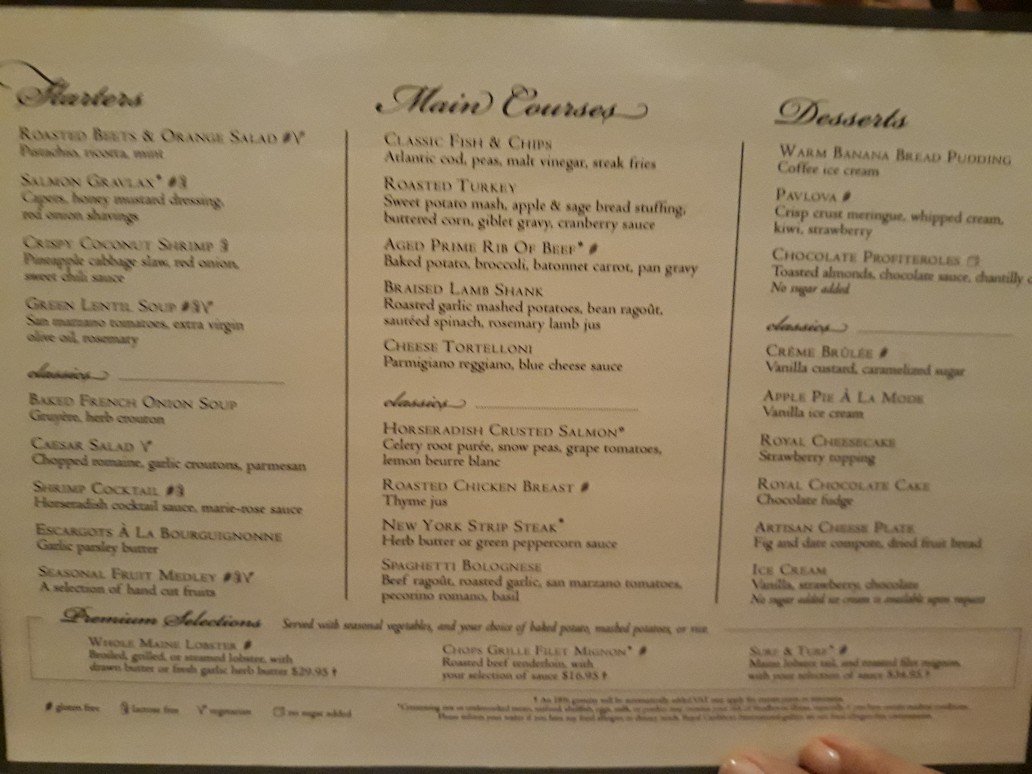 Starters
ROASTED BEETS & ORANGE SALAD
Pistachio, ricotta, mint
SALMON GRAVLAX*
Capers, honey mustard dressing,
red onion shavings
CRISPY COCONUT SHRIMP
Pineapple cabbage slaw, red onion,
sweet chili sauce
GREEN LENTIL SOUP
San marzano tomatoes, extra virgin
olive oil, rosemary
classics
BAKED FRENCH ONION SOUP
Gruyère, herb crouton
CAESAR SALAD
Chopped romaine, garlic croutons, parmesan
SHRIMP COCKTAIL
Horseradish cocktail sauce, marie-rose sauce
ESCARGOTS À LA BOURGUIGNONNE
Garlic parsley butter
SEASONAL FRUIT MEDLEY
A selection of hand cut fruits
Main Courses
CLASSIC FISH & CHIPS
Atlantic cod, peas, malt vinegar, steak fries
ROASTED TURKEY
Sweet potato mash, apple & sage bread stuffing,
buttered corn, giblet gravy, cranberry sauce
AGED PRIME RIB OF BEEF*
Baked potato, broccoli, batonnet carrot, pan gravy
BRAISED LAMB SHANK
Roasted garlic mashed potatoes, bean ragoût,
sautéed spinach, rosemary lamb jus
CHEESE TORTELLONI
Parmigiano reggiano, blue cheese sauce
classics
HORSERADISH CRUSTED SALMON*
Celery root purée, snow peas, grape tomatoes,
lemon beurre blanc
ROASTED CHICKEN BREAST
Thyme jus
NEW YORK STRIP STEAK*
Herb butter or green peppercorn sauce
SPAGHETTI BOLOGNESE
Beef ragoût, roasted garlic, san marzano tomatoes,
pecorino romano, basil
Desserts
WARM BANANA BREAD PUDDING
Coffee ice cream
PAVLOVA
Crisp crust meringue, whipped cream,
kiwi, strawberry
CHOCOLATE PROFITEROLES
Toasted almonds, chocolate sauce, chantilly c
No sugar added
classics
CRÈME BRÛLÉE
Vanilla custard, caramelized sugar
APPLE PIE À LA MODE
Vanilla ice cream
ROYAL CHEESECAKE
Strawberry topping
ROYAL CHOCOLATE CAKE
Chocolate fudge
ARTISAN CHEESE PLATE
Fig and date compote, dried fruit bread
ICE CREAM
Vanilla, strawberry, chocolate
No sugar added ice cream is available upon request
Premium Selections Served with seasonal vegetables, and your choice of baked potato, mashed potatoes, or rice.
WHOLE MAINE LOBSTER
Broiled, grilled, or steamed lobster, with
drawn butter or fresh garlic herb butter $29.95 †
CHOPS GRILLE FILET MIGNON*
Roasted beef tenderloin, with
your selection of sauce $16.95 †
SURF & TURF*
Maine lobster tail, and roasted filet mignon,
with your selection of sauce
gluten free lactose free vegetarian no sugar added
† An 18% gratuity will be automatically added.